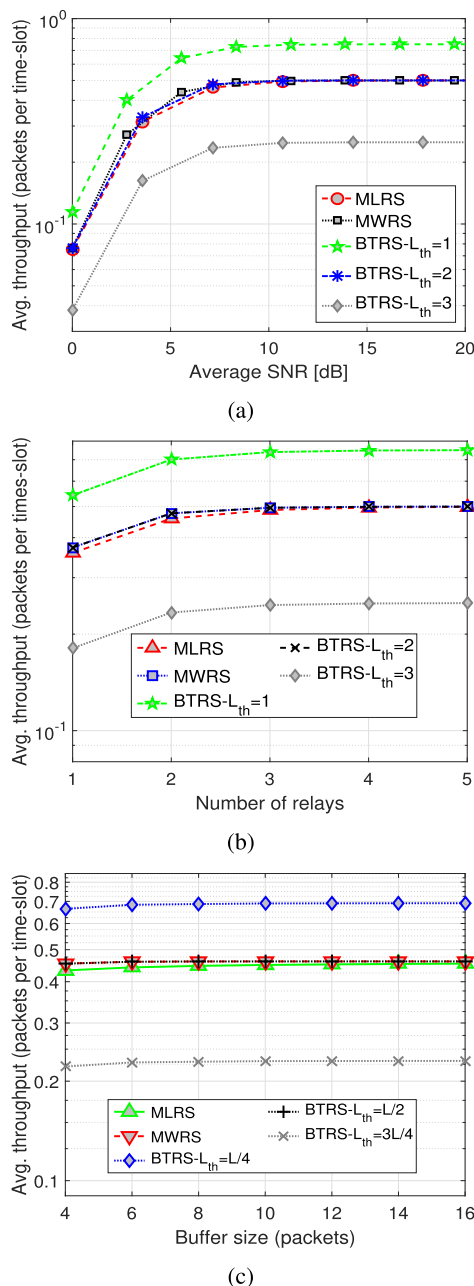 Avg. throughput (packets per time-slot)
10^0
10^-1
0 5 10 15 20
Average SNR [dB]
MLRS
MWRS
BTRS-L_th=1
BTRS-L_th=2
BTRS-L_th=3
(a)
Avg. throughput (packets per times-slot)
10^-1
1 2 3 4 5
Number of relays
MLRS
MWRS
BTRS-L_th=1
BTRS-L_th=2
BTRS-L_th=3
(b)
Avg. throughput (packets per time-slot)
0.8
0.7
0.6
0.5
0.4
0.3
0.2
0.1
4 6 8 10 12 14 16
Buffer size (packets)
MLRS
MWRS
BTRS-L_th=L/4
BTRS-L_th=L/2
BTRS-L_th=3L/4
(c)